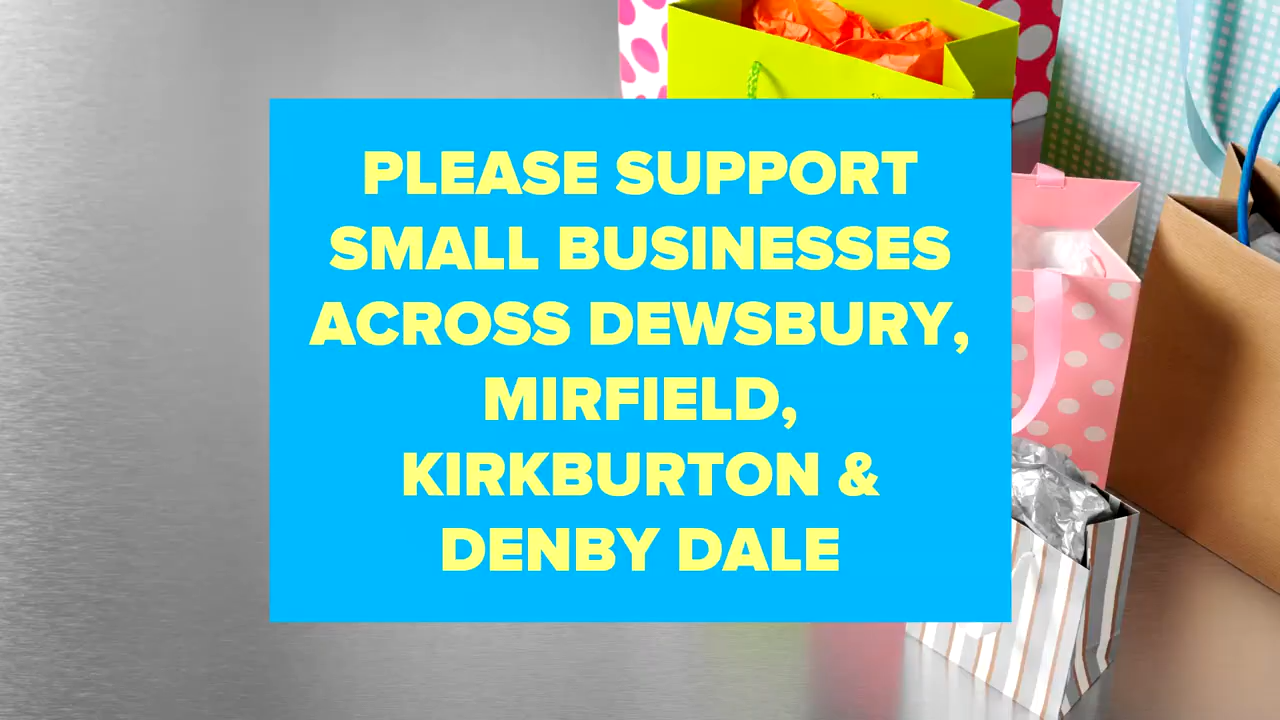 PLEASE SUPPORT
SMALL BUSINESSES
ACROSS DEWSBURY,
MIRFIELD,
KIRKBURTON &
DENBY DALE